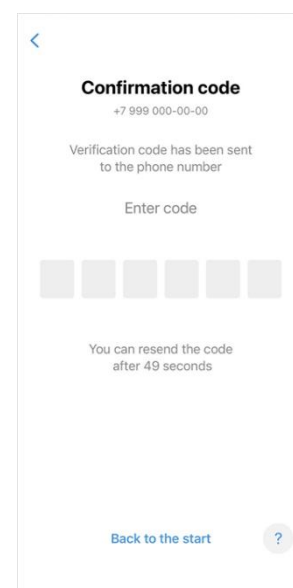 Confirmation code
+7 999 000-00-00
Verification code has been sent
to the phone number
Enter code
You can resend the code
after 49 seconds
Back to the start
?